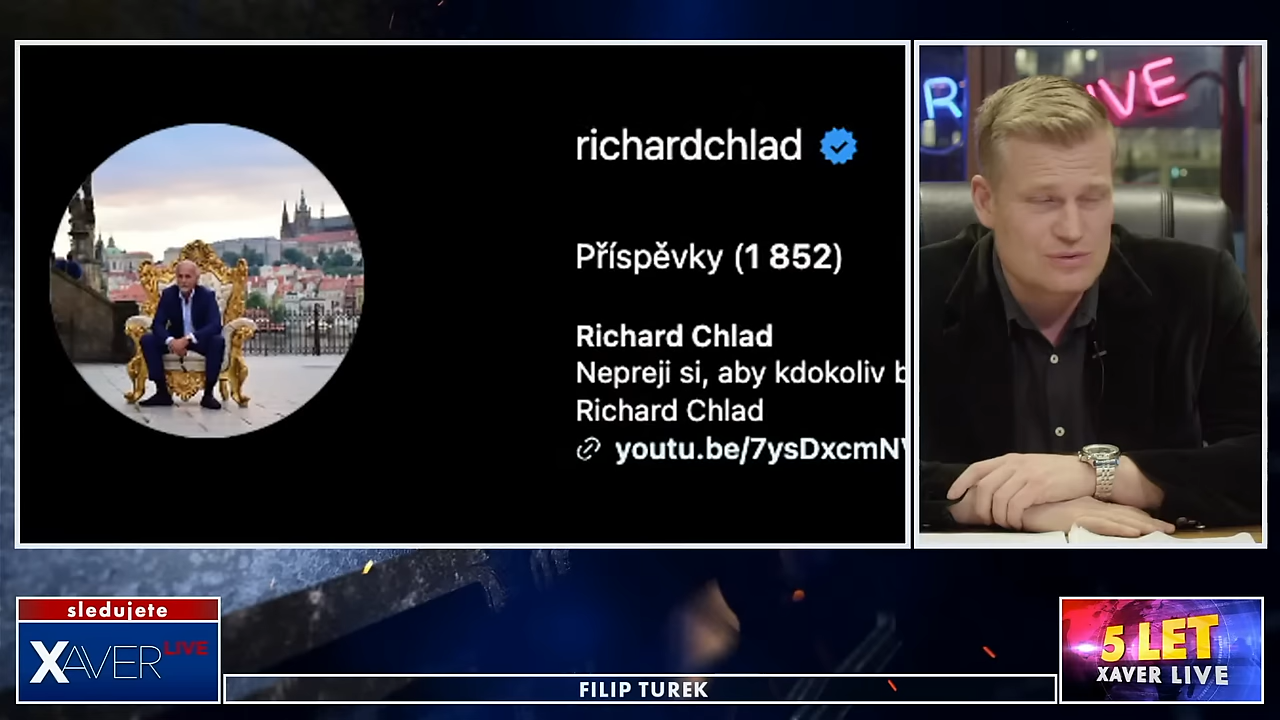 richardchlad
Příspěvky (1 852)
Richard Chlad
Nepreji si, aby kdokoliv b
Richard Chlad
youtu.be/7ysDxcmN
R
IVE
sledujete
XAVER LIVE
FILIP TUREK
5 LET
XAVER LIVE